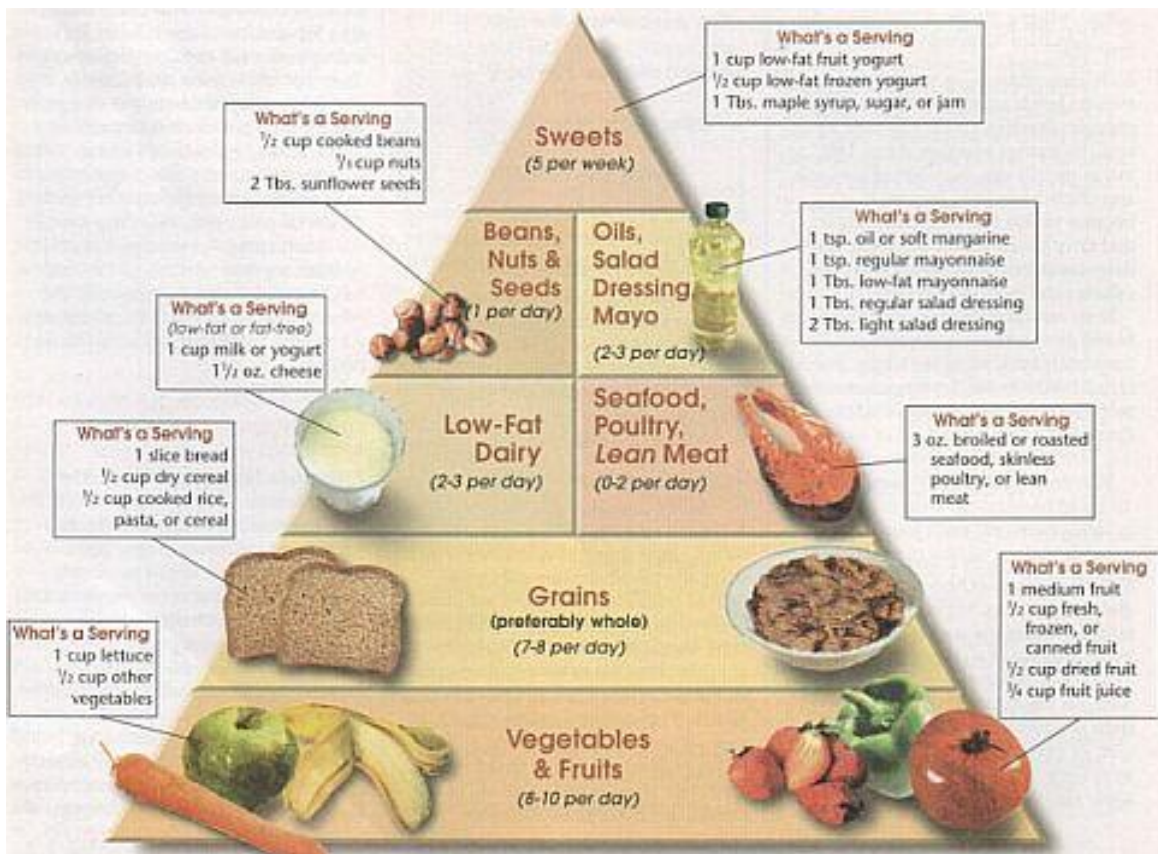 What's a Serving
1 cup low-fat fruit yogurt
1/2 cup low-fat frozen yogurt
1 Tbs. maple syrup, sugar, or jam
Sweets
(5 per week)
What's a Serving
1/2 cup cooked beans
1/3 cup nuts
2 Tbs. sunflower seeds
Beans,
Nuts &
Seeds
(1 per day)
Oils,
Salad
Dressing,
Mayo
(2-3 per day)
What's a Serving
1 tsp. oil or soft margarine
1 tsp. regular mayonnaise
1 Tbs. low-fat mayonnaise
1 Tbs. regular salad dressing
2 Tbs. light salad dressing
What's a Serving
(low-fat or fat-free)
1 cup milk or yogurt
1 1/2 oz. cheese
Low-Fat
Dairy
(2-3 per day)
Seafood,
Poultry,
Lean Meat
(0-2 per day)
What's a Serving
3 oz. broiled or roasted
seafood, skinless
poultry, or lean
meat
What's a Serving
1 slice bread
1/2 cup dry cereal
1/2 cup cooked rice,
pasta, or cereal
Grains
(preferably whole)
(7-8 per day)
What's a Serving
1 cup lettuce
1/2 cup other
vegetables
Vegetables
& Fruits
(8-10 per day)
What's a Serving
1 medium fruit
1/2 cup fresh,
frozen, or
canned fruit
1/2 cup dried fruit
3/4 cup fruit juice